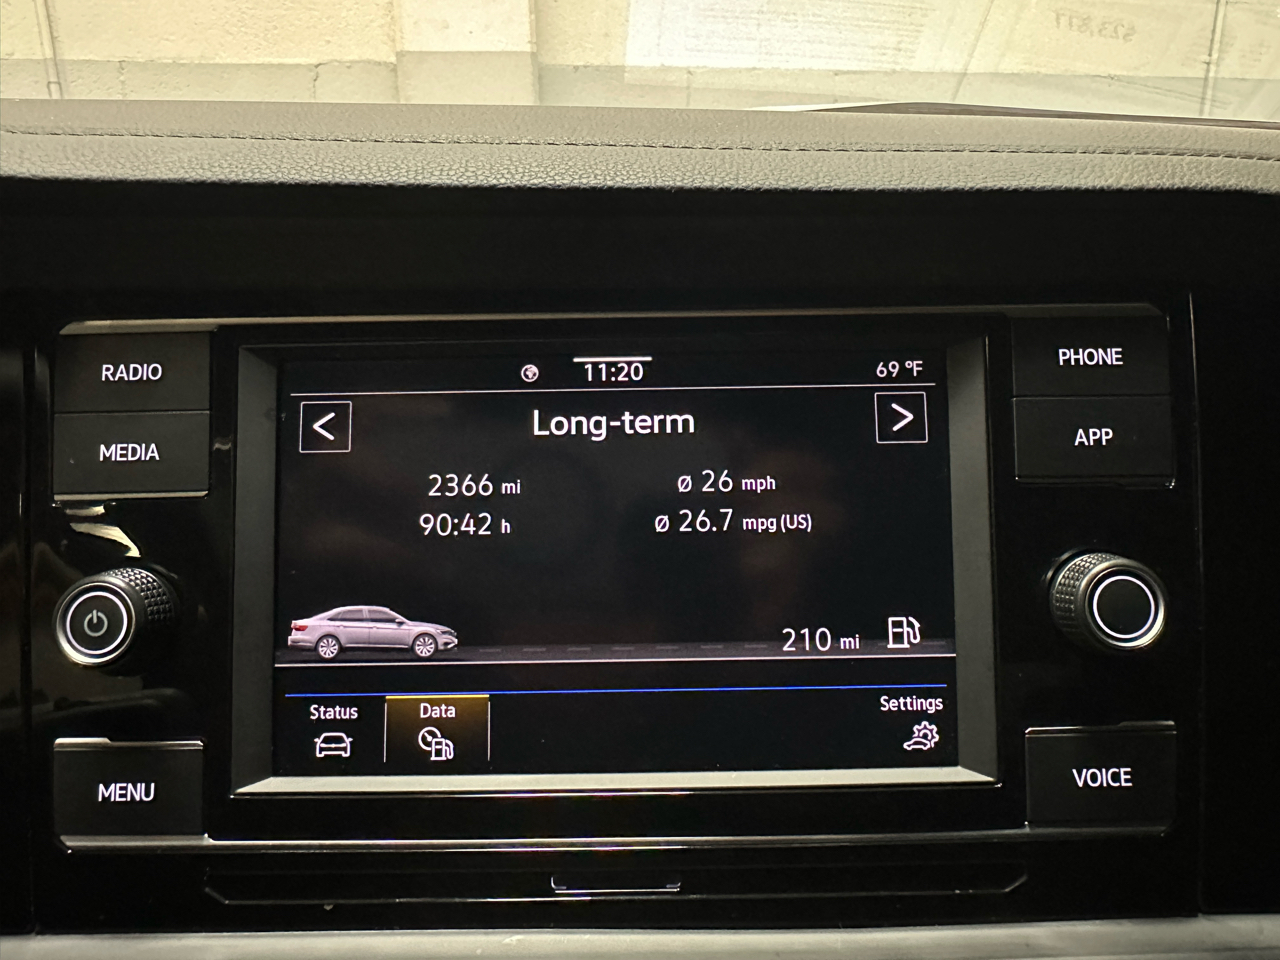 RADIO
MEDIA
MENU
PHONE
APP
VOICE
11:20
69 °F
<
Long-term
>
2366 mi
ø 26 mph
90:42 h
ø 26.7 mpg (US)
210 mi
Status
Data
Settings